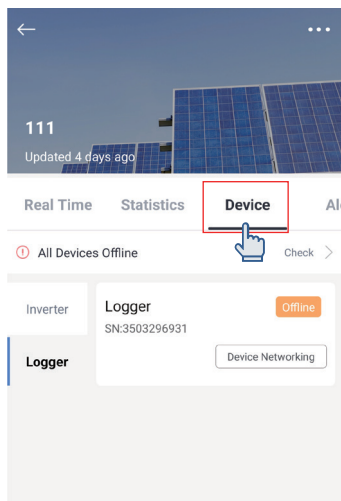 111
Updated 4 days ago
Real Time Statistics Device Al
All Devices Offline Check
Inverter
Logger
Logger Offline
SN:3503296931
Device Networking